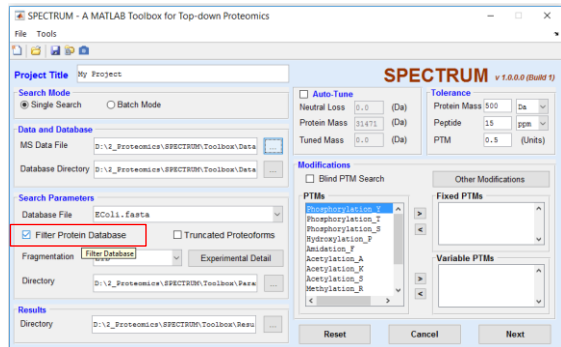 SPECTRUM - A MATLAB Toolbox for Top-down Proteomics
File Tools
Project Title My Project
SPECTRUM v 1.0.0.0 (Build 1)
Search Mode
Single Search Batch Mode
Data and Database
MS Data File D:\2_Proteomics\SPECTRUM\Toolbox\Data ...
Database Directory D:\2_Proteomics\SPECTRUM\Toolbox\Data ...
Search Parameters
Database File EColi.fasta
Filter Protein Database Truncated Proteoforms
Filter Database
Fragmentation Experimental Detail
Directory D:\2_Proteomics\SPECTRUM\Toolbox\Para ...
Results
Directory D:\2_Proteomics\SPECTRUM\Toolbox\Resu ...
Auto-Tune
Neutral Loss 0.0 (Da)
Protein Mass 31471 (Da)
Tuned Mass 0.0 (Da)
Tolerance
Protein Mass 500 Da
Peptide 15 ppm
PTM 0.5 (Units)
Modifications
Blind PTM Search Other Modifications
PTMs
Phosphorylation_Y
Phosphorylation_T
Phosphorylation_S
Hydroxylation_P
Amidation_F
Acetylation_A
Acetylation_K
Acetylation_S
Methylation_R
>
<
>
<
Fixed PTMs
Variable PTMs
Reset Cancel Next